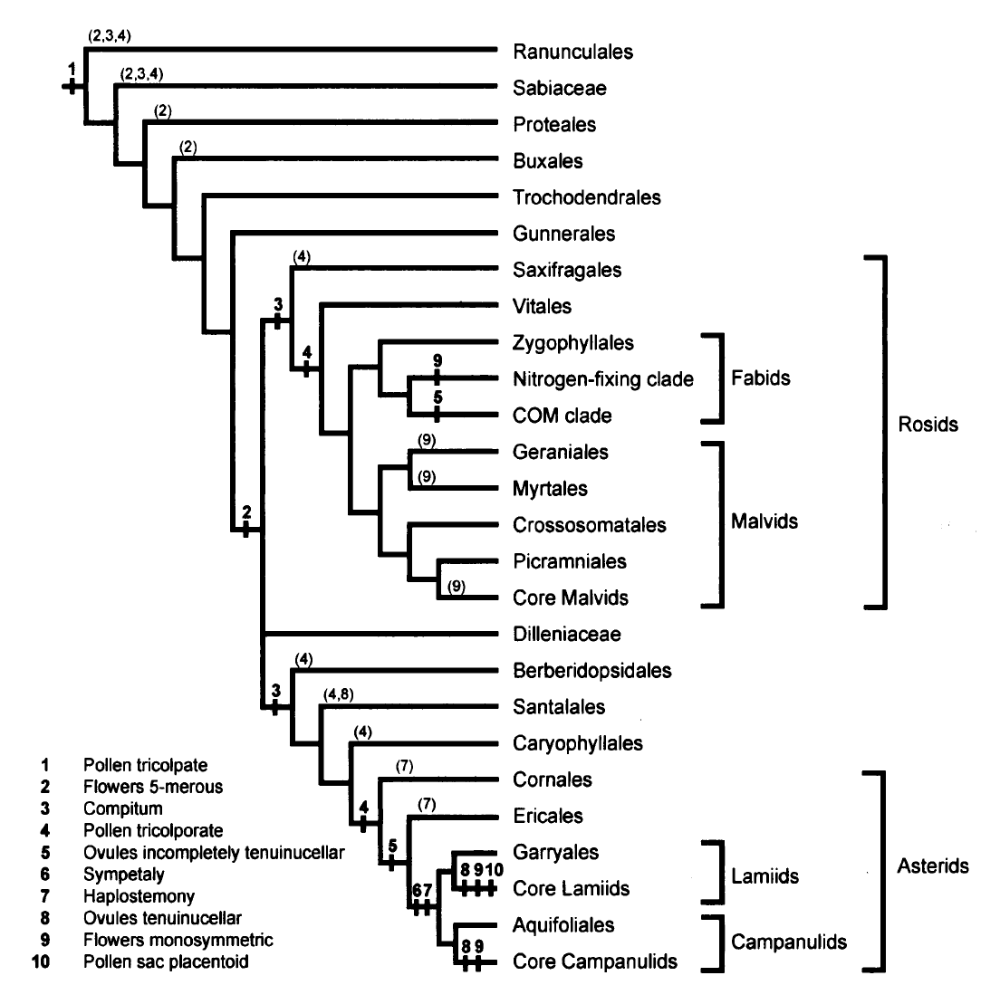 (2,3,4)
Ranunculales
1
(2,3,4)
Sabiaceae
(2)
Proteales
(2)
Buxales
Trochodendrales
Gunnerales
(4)
Saxifragales
3
Vitales
4
Zygophyllales
9
Nitrogen-fixing clade
Fabids
5
COM clade
Rosids
(9)
Geraniales
(9)
Myrtales
Crossosomatales
Malvids
2
Picramniales
(9)
Core Malvids
Dilleniaceae
(4)
Berberidopsidales
3
(4,8)
Santalales
(4)
Caryophyllales
(7)
Cornales
4
(7)
Ericales
5
Garryales
8 9 10
Core Lamiids
Lamiids
Asterids
6 7
Aquifoliales
Campanulids
8 9
Core Campanulids
1 Pollen tricolpate
2 Flowers 5-merous
3 Compitum
4 Pollen tricolporate
5 Ovules incompletely tenuinucellar
6 Sympetaly
7 Haplostemony
8 Ovules tenuinucellar
9 Flowers monosymmetric
10 Pollen sac placentoid